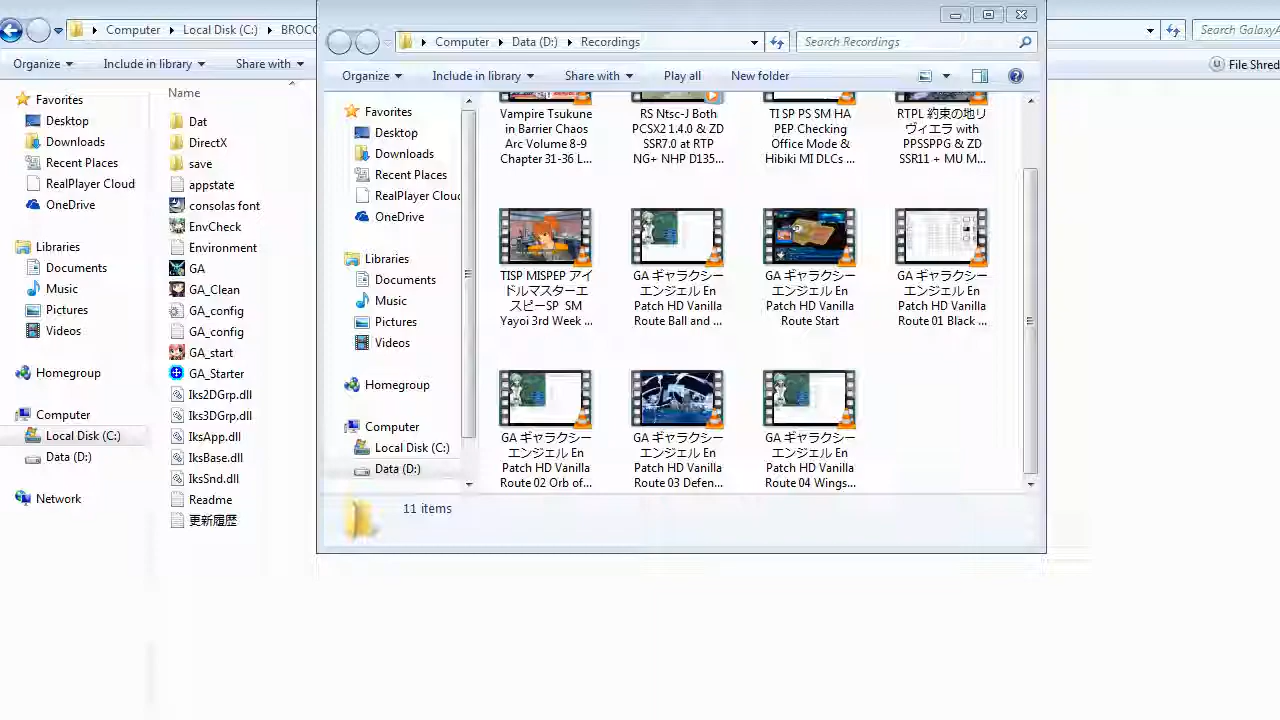 Computer
Local Disk (C:)
BROCC
Search GalaxyA
Organize
Include in library
Share with
File Shred
Favorites
Desktop
Downloads
Recent Places
RealPlayer Cloud
OneDrive
Libraries
Documents
Music
Pictures
Videos
Homegroup
Computer
Local Disk (C:)
Data (D:)
Network
Name
Dat
DirectX
save
appstate
consolas font
EnvCheck
Environment
GA
GA_Clean
GA_config
GA_config
GA_start
GA_Starter
Iks2DGrp.dll
Iks3DGrp.dll
IksApp.dll
IksBase.dll
IksSnd.dll
Readme
更新履歴
Computer
Data (D:)
Recordings
Search Recordings
Organize
Include in library
Share with
Play all
New folder
Favorites
Desktop
Downloads
Recent Places
RealPlayer Cloud
OneDrive
Libraries
Documents
Music
Pictures
Videos
Homegroup
Computer
Local Disk (C:)
Data (D:)
Vampire Tsukune
in Barrier Chaos
Arc Volume 8-9
Chapter 31-36 L...
RS Ntsc-J Both
PCSX2 1.4.0 & ZD
SSR7.0 at RTP
NG+ NHP D135...
TI SP PS SM HA
PEP Checking
Office Mode &
Hibiki MI DLCs ...
RTPL 約束の地リ
ヴィエラ with
PPSSPPG & ZD
SSR11 + MU M...
TISP MISPEP アイ
ドルマスターエ
スピーSP SM
Yayoi 3rd Week ...
GA ギャラクシー
エンジェル En
Patch HD Vanilla
Route Ball and ...
GA ギャラクシー
エンジェル En
Patch HD Vanilla
Route Start
GA ギャラクシー
エンジェル En
Patch HD Vanilla
Route 01 Black ...
GA ギャラクシー
エンジェル En
Patch HD Vanilla
Route 02 Orb of...
GA ギャラクシー
エンジェル En
Patch HD Vanilla
Route 03 Defen...
GA ギャラクシー
エンジェル En
Patch HD Vanilla
Route 04 Wings...
11 items